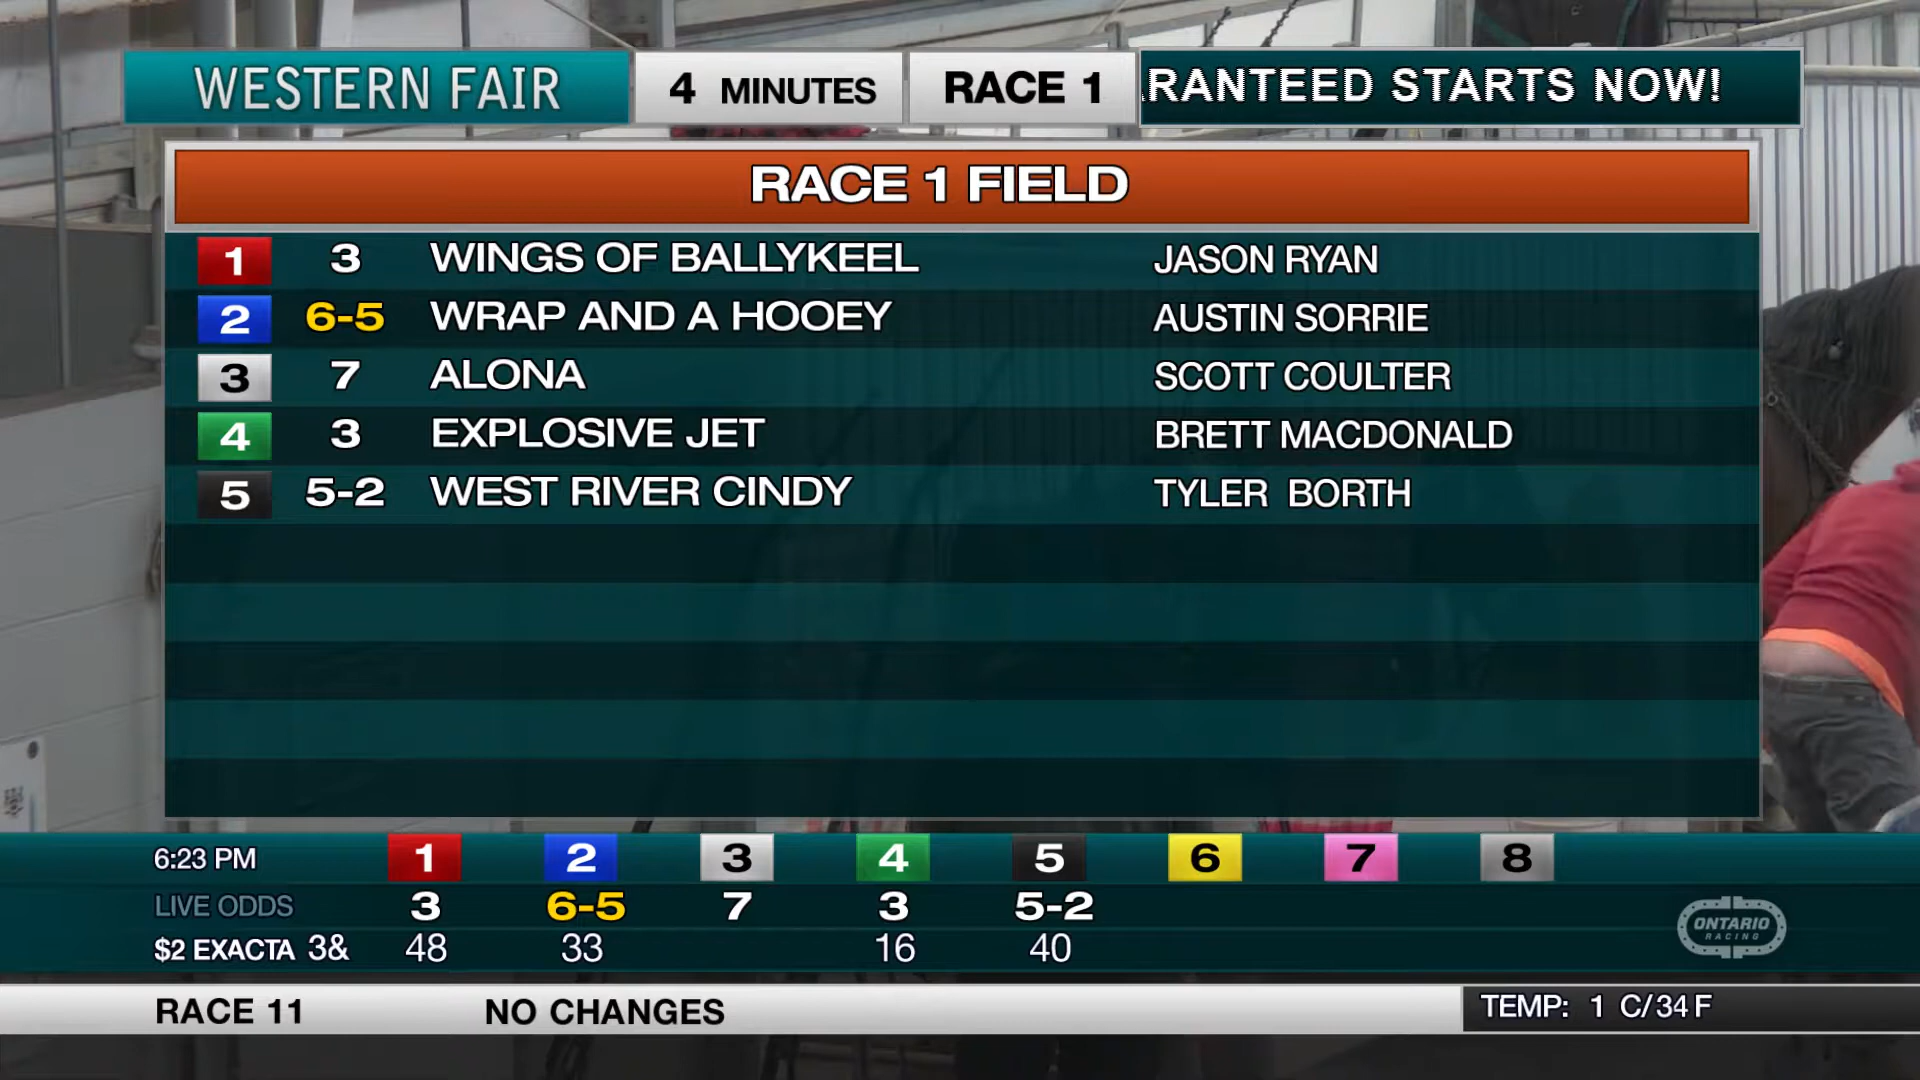 WESTERN FAIR 4 MINUTES RACE 1 RANTEED STARTS NOW!
RACE 1 FIELD
1 3 WINGS OF BALLYKEEL JASON RYAN
2 6-5 WRAP AND A HOOEY AUSTIN SORRIE
3 7 ALONA SCOTT COULTER
4 3 EXPLOSIVE JET BRETT MACDONALD
5 5-2 WEST RIVER CINDY TYLER BORTH
6:23 PM 1 2 3 4 5 6 7 8
LIVE ODDS 3 6-5 7 3 5-2
$2 EXACTA 3& 48 33 16 40
ONTARIO
RACING
RACE 11 NO CHANGES TEMP: 1 C/34 F